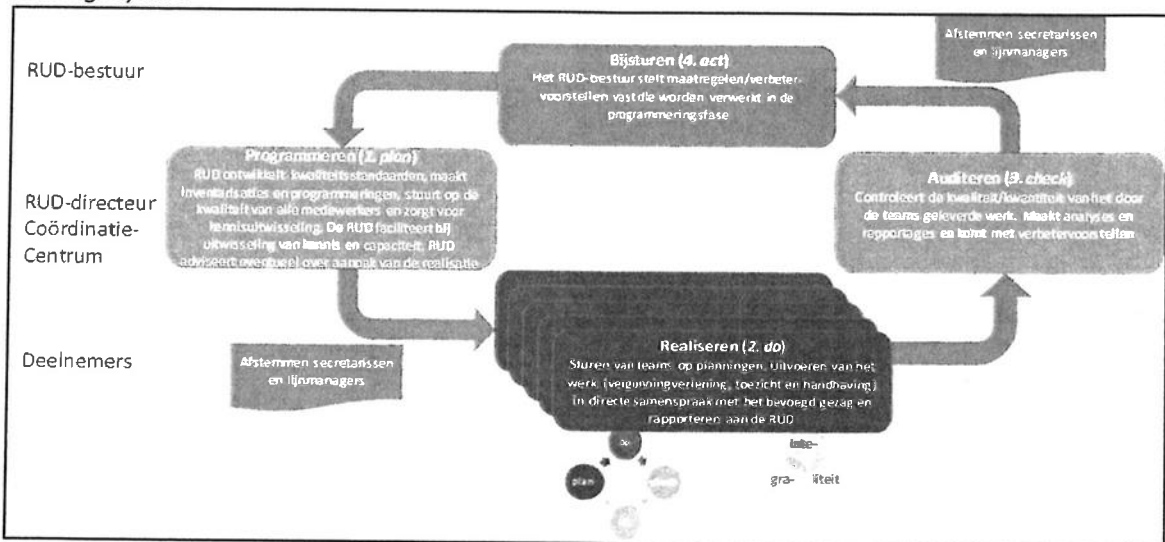 RUD-bestuur
Afstemmen secretarissen
en lijnmanagers
Bijsturen (4. act)
Het RUD-bestuur stelt maatregelen/verbeter-
voorstellen vast die worden verwerkt in de
programmeringsfase
RUD-directeur
Coördinatie-
Centrum
Programmeren (1. plan)
RUD ontwikkelt kwaliteitsstandaarden, maakt
inventarisaties en programmeringen, stuurt op de
kwaliteit van alle medewerkers en zorgt voor
kennisuitwisseling. De RUD faciliteert bij
uitwisseling van kennis en capaciteit. RUD
adviseert eventueel over aanpak van de realisatie
Auditeren (3. check)
Controleert de kwaliteit/kwantiteit van het door
de teams geleverde werk. Maakt analyses en
rapportages en komt met verbetervoorstellen
Deelnemers
Afstemmen secretarissen
en lijnmanagers
Realiseren (2. do)
Sturen van teams op planningen. Uitvoeren van het
werk (vergunningverlening, toezicht en handhaving)
in directe samenspraak met het bevoegd gezag en
rapporteren aan de RUD
do
plan
Inte-
gra- liteit